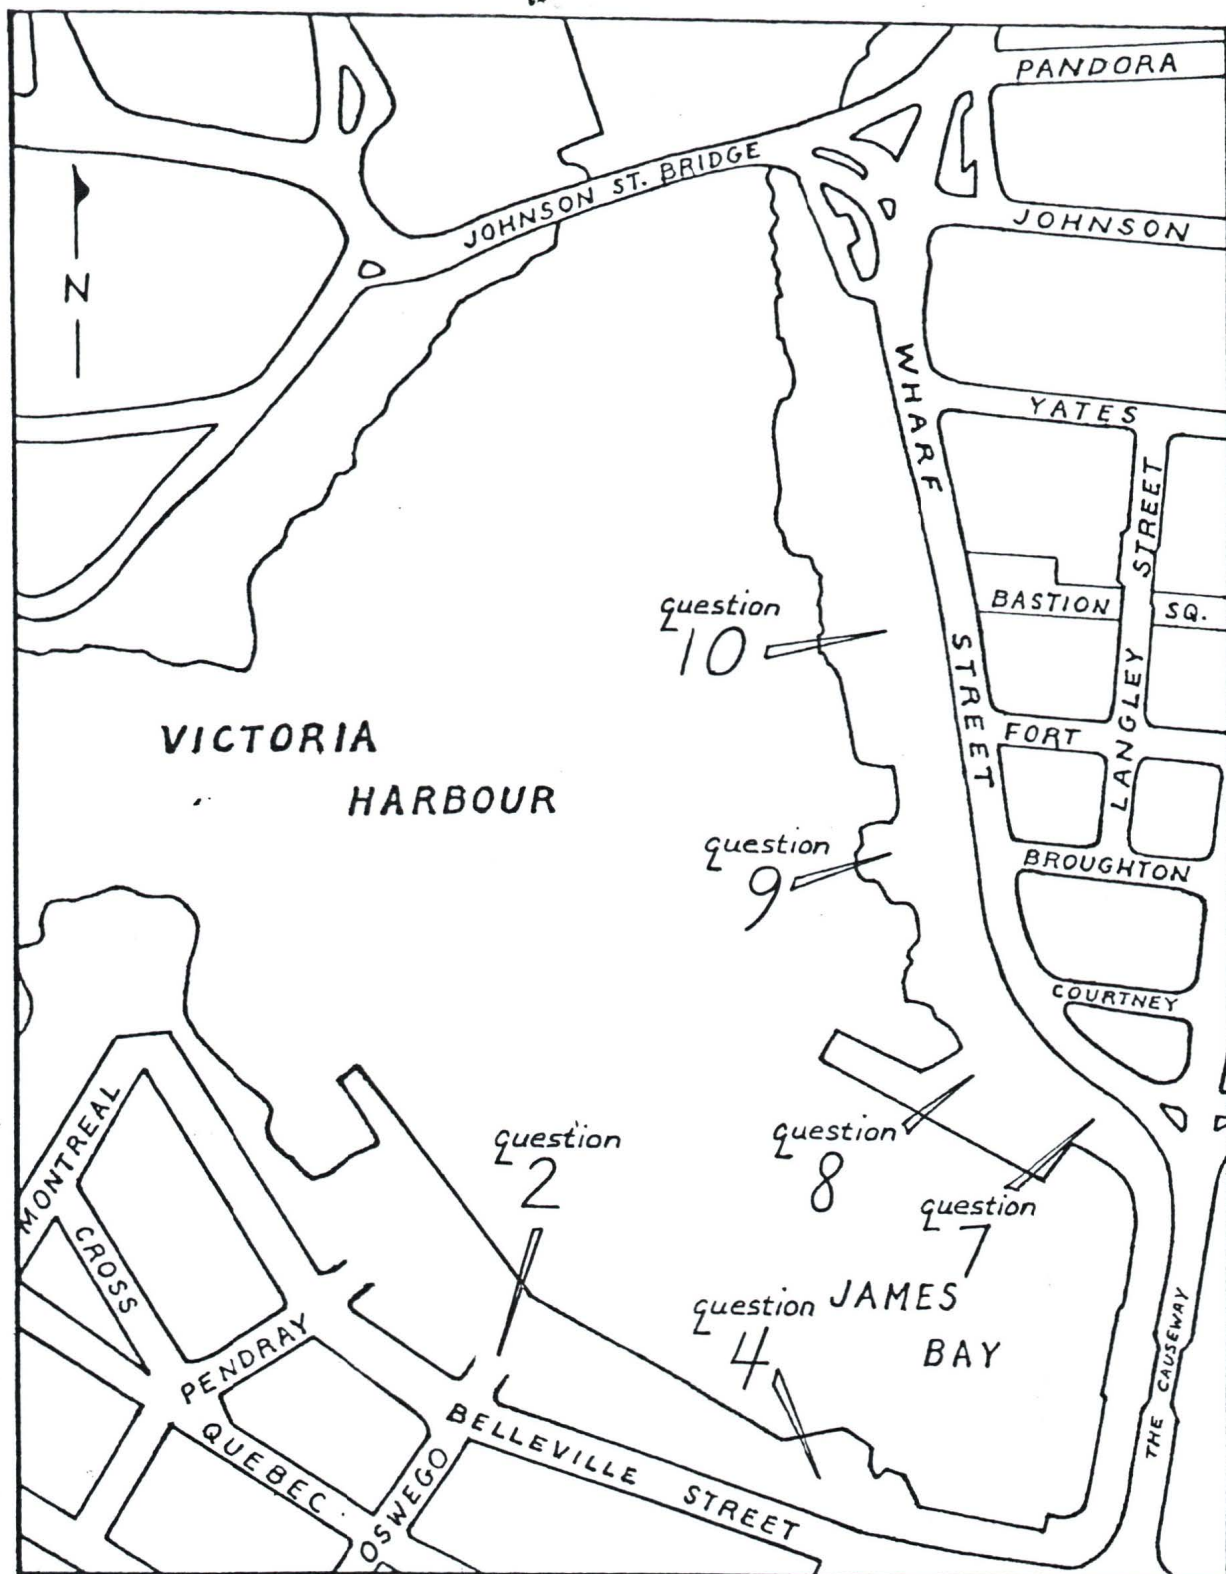 PANDORA
JOHNSON ST. BRIDGE
JOHNSON
N
WHARF STREET
YATES
LANGLEY STREET
BASTION SQ.
question
10
FORT
VICTORIA
HARBOUR
question
9
BROUGHTON
COURTNEY
question
2
question
8
question
7
MONTREAL
CROSS
question
4
JAMES
BAY
THE CAUSEWAY
PENDRAY
QUEBEC
OSWEGO
BELLEVILLE STREET